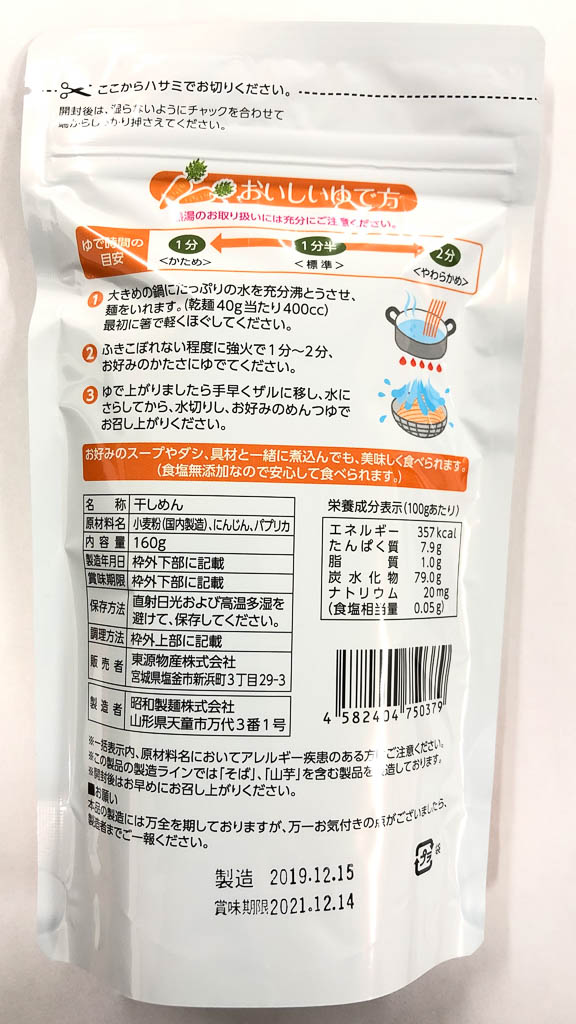 ここからハサミでお切りください。
開封後は、湿らないようにチャックを合わせて
端からしっかり押さえてください。
おいしいゆで方
湯のお取り扱いには充分にご注意ください。
ゆで時間の
目安
1分
<かため>
1分半
<標準>
2分
<やわらかめ>
1 大きめの鍋にたっぷりの水を充分沸とうさせ、
麺をいれます。(乾麺40g当たり400cc)
最初に箸で軽くほぐしてください。
2 ふきこぼれない程度に強火で1分〜2分、
お好みのかたさにゆでてください。
3 ゆで上がりましたら手早くザルに移し、水に
さらしてから、水切りし、お好みのめんつゆで
お召し上がりください。
お好みのスープやダシ、具材と一緒に煮込んでも、美味しく食べられます。
(食塩無添加なので安心して食べられます。)
名称 干しめん
原材料名 小麦粉(国内製造)、にんじん、パプリカ
内容量 160g
製造年月日 枠外下部に記載
賞味期限 枠外下部に記載
保存方法 直射日光および高温多湿を
避けて、保存してください。
調理方法 枠外上部に記載
販売者 東源物産株式会社
宮城県塩釜市新浜町3丁目29-3
製造者 昭和製麺株式会社
山形県天童市万代3番1号
栄養成分表示(100gあたり)
エネルギー 357kcal
たんぱく質 7.9g
脂質 1.0g
炭水化物 79.0g
ナトリウム 20mg
(食塩相当量 0.05g)
4 582404 750379
※一括表示内、原材料名においてアレルギー疾患のある方はご注意ください。
※この製品の製造ラインでは「そば」、「山芋」を含む製品を製造しております。
※開封後はお早めにお召し上がりください。
■お願い
本品の製造には万全を期しておりますが、万一お気付きの点がございましたら、
製造者までご一報ください。
プラ 袋
製造 2019.12.15
賞味期限2021.12.14